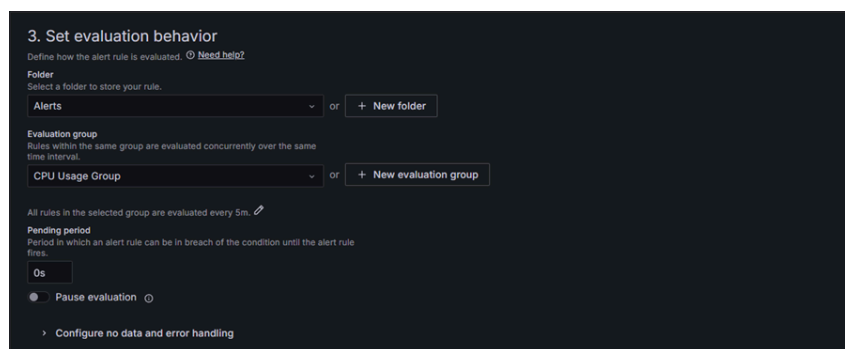 3. Set evaluation behavior
Define how the alert rule is evaluated. Need help?
Folder
Select a folder to store your rule.
Alerts or + New folder
Evaluation group
Rules within the same group are evaluated concurrently over the same
time interval.
CPU Usage Group or + New evaluation group
All rules in the selected group are evaluated every 5m.
Pending period
Period in which an alert rule can be in breach of the condition until the alert rule
fires.
0s
Pause evaluation
Configure no data and error handling